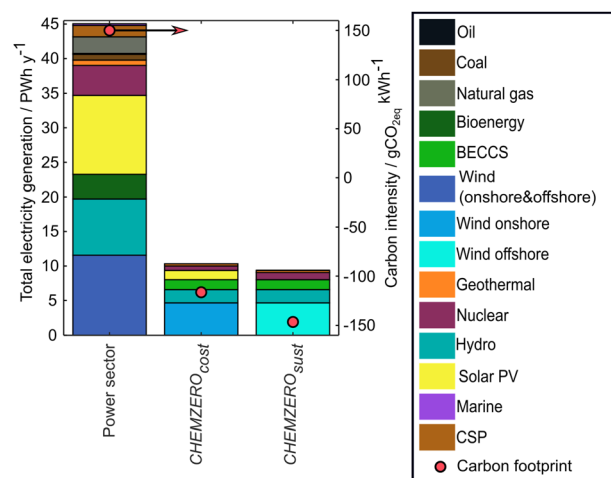 Total electricity generation / PWh y⁻¹
45
40
35
30
25
20
15
10
5
0
150
100
50
0
-50
-100
-150
Carbon intensity / gCO₂eq kWh⁻¹
Power sector
CHEMZERO_cost
CHEMZERO_sust
Oil
Coal
Natural gas
Bioenergy
BECCS
Wind
(onshore&offshore)
Wind onshore
Wind offshore
Geothermal
Nuclear
Hydro
Solar PV
Marine
CSP
Carbon footprint